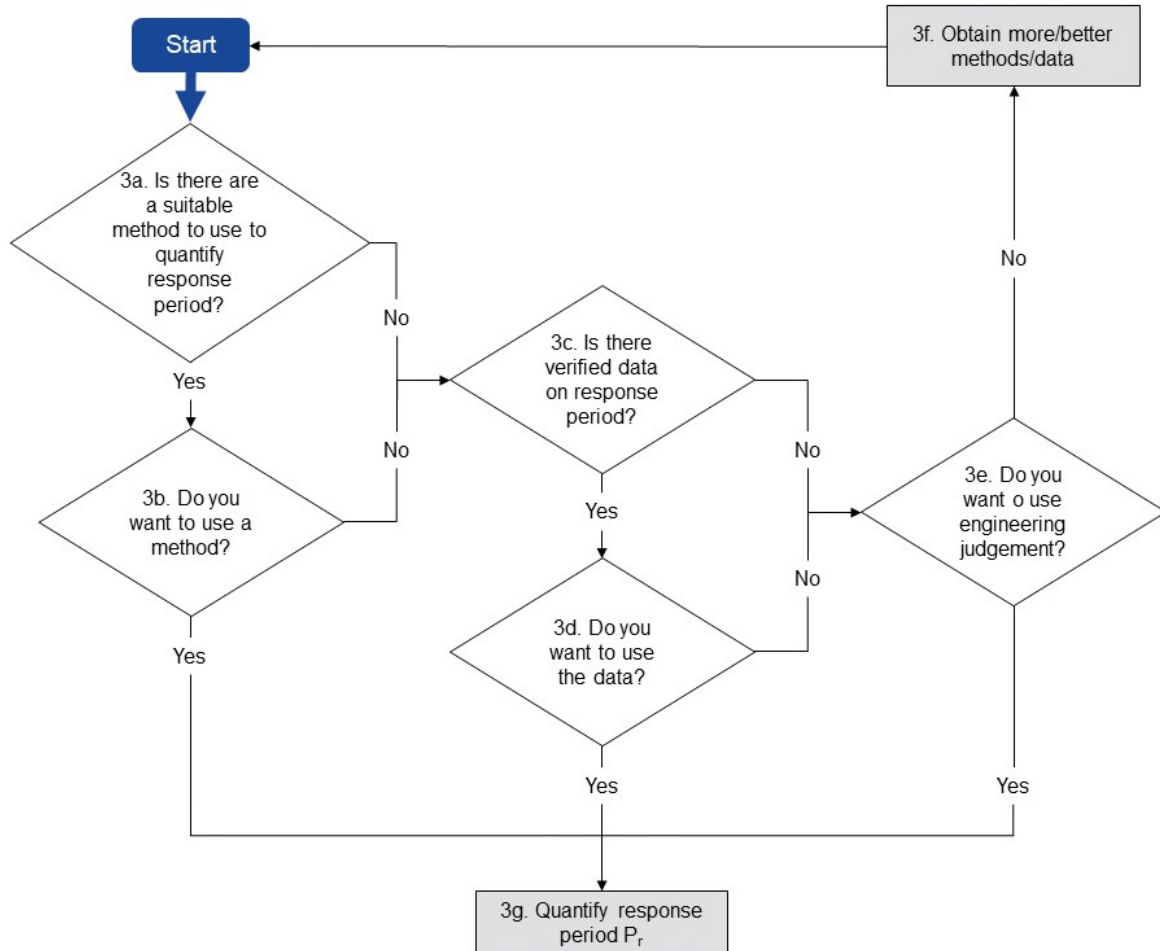 Start
3f. Obtain more/better
methods/data
3a. Is there are
a suitable
method to use to
quantify
response
period?
No
No
3c. Is there
verified data
on response
period?
Yes
No
No
3b. Do you
want to use a
method?
3e. Do you
want o use
engineering
judgement?
Yes
No
3d. Do you
want to use
the data?
Yes
Yes
Yes
3g. Quantify response
period Pr